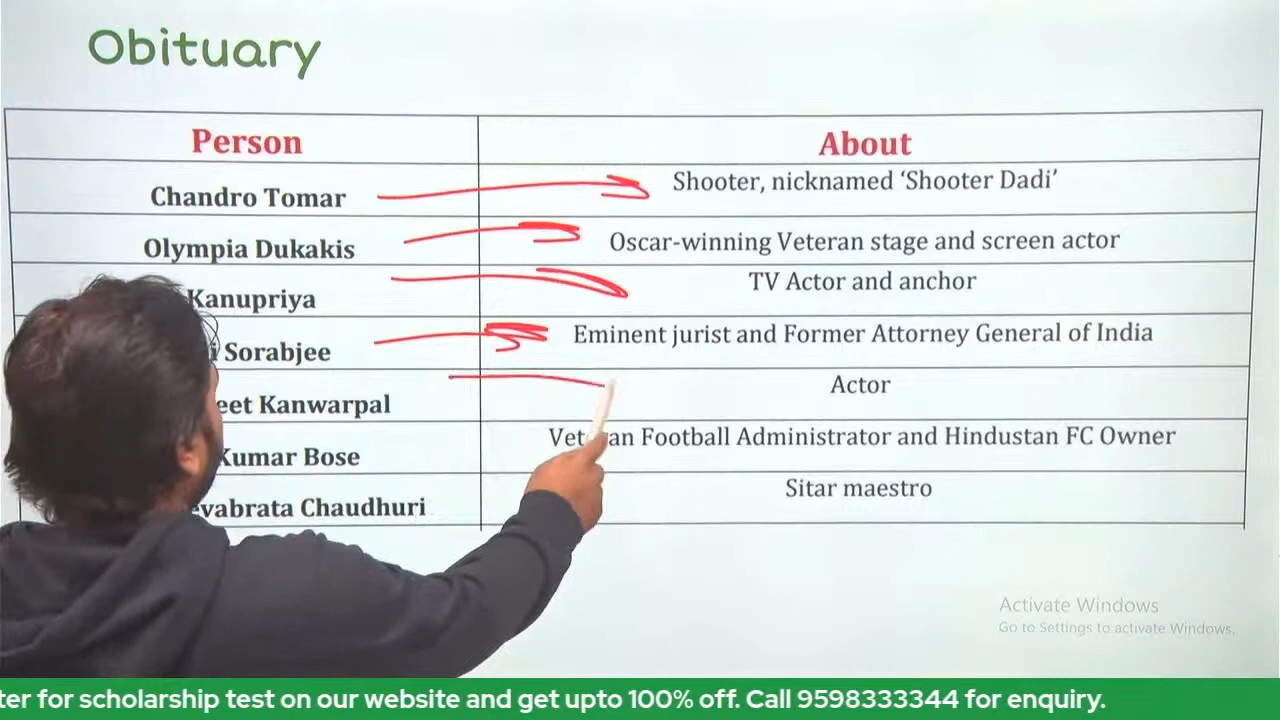 Obituary
Person About
Chandro Tomar Shooter, nicknamed ‘Shooter Dadi’
Olympia Dukakis Oscar-winning Veteran stage and screen actor
Kanupriya TV Actor and anchor
Sorabjee Eminent jurist and Former Attorney General of India
Kanwarpal Actor
Kumar Bose Football Administrator and Hindustan FC Owner
Chaudhuri Sitar maestro
Activate Windows
Go to Settings to activate Windows.
for scholarship test on our website and get upto 100% off. Call 9598333344 for enquiry.